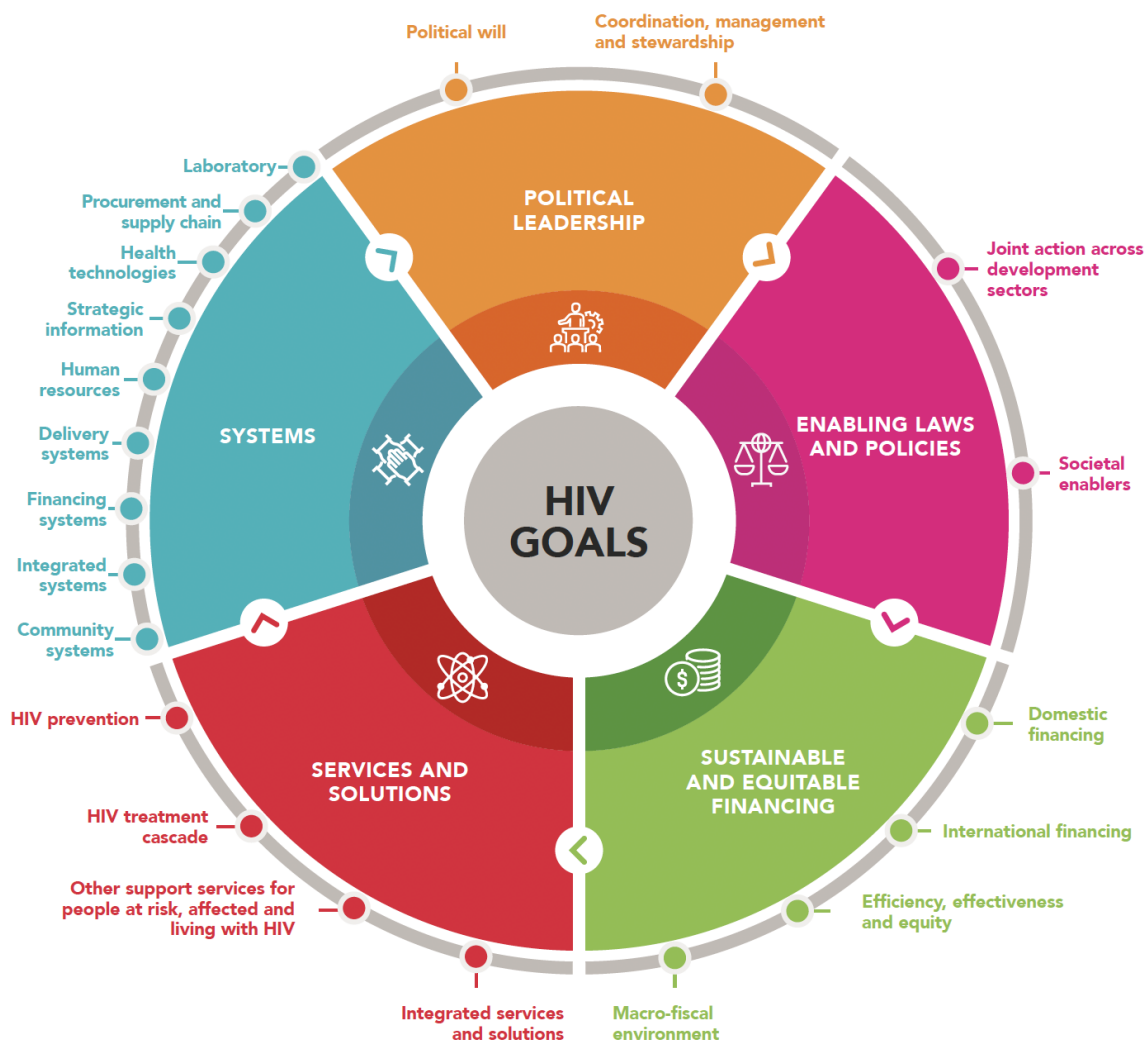 Political will
Coordination, management
and stewardship
POLITICAL
LEADERSHIP
Joint action across
development
sectors
ENABLING LAWS
AND POLICIES
Societal
enablers
Domestic
financing
International financing
Efficiency, effectiveness
and equity
Macro-fiscal
environment
SUSTAINABLE
AND EQUITABLE
FINANCING
$
Integrated services
and solutions
Other support services for
people at risk, affected and
living with HIV
HIV treatment
cascade
HIV prevention
SERVICES AND
SOLUTIONS
Community
systems
Integrated
systems
Financing
systems
Delivery
systems
Human
resources
Strategic
information
Health
technologies
Procurement and
supply chain
Laboratory
SYSTEMS
HIV
GOALS